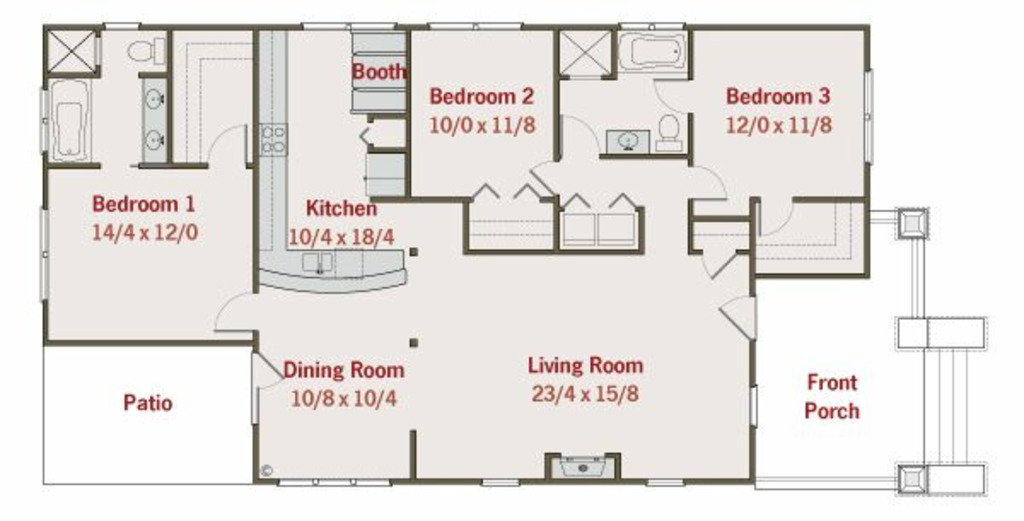 Booth
Bedroom 2
10/0 x 11/8
Bedroom 3
12/0 x 11/8
Bedroom 1
14/4 x 12/0
Kitchen
10/4 x 18/4
Dining Room
10/8 x 10/4
Living Room
23/4 x 15/8
Patio
Front
Porch